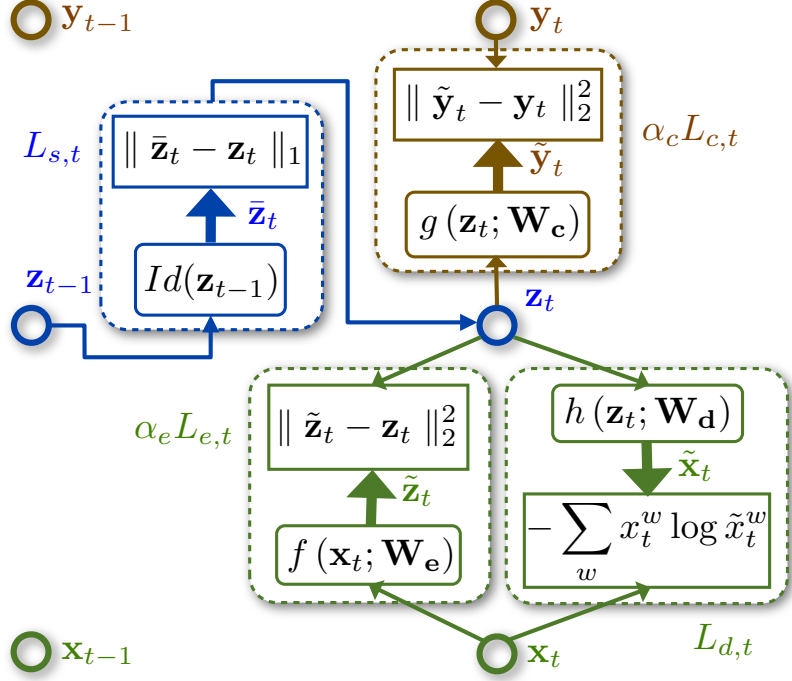 𝐲_{t−1}
𝐲_t
‖ 𝐲̃_t − 𝐲_t ‖_2^2
α_c L_{c,t}
𝐲̃_t
g (𝐳_t; 𝐖_𝐜)
L_{s,t}
‖ 𝐳̄_t − 𝐳_t ‖_1
𝐳̄_t
Id(𝐳_{t−1})
𝐳_{t−1}
𝐳_t
α_e L_{e,t}
‖ 𝐳̃_t − 𝐳_t ‖_2^2
𝐳̃_t
f (𝐱_t; 𝐖_𝐞)
h (𝐳_t; 𝐖_𝐝)
𝐱̃_t
− ∑_w x_t^w log x̃_t^w
L_{d,t}
𝐱_{t−1}
𝐱_t